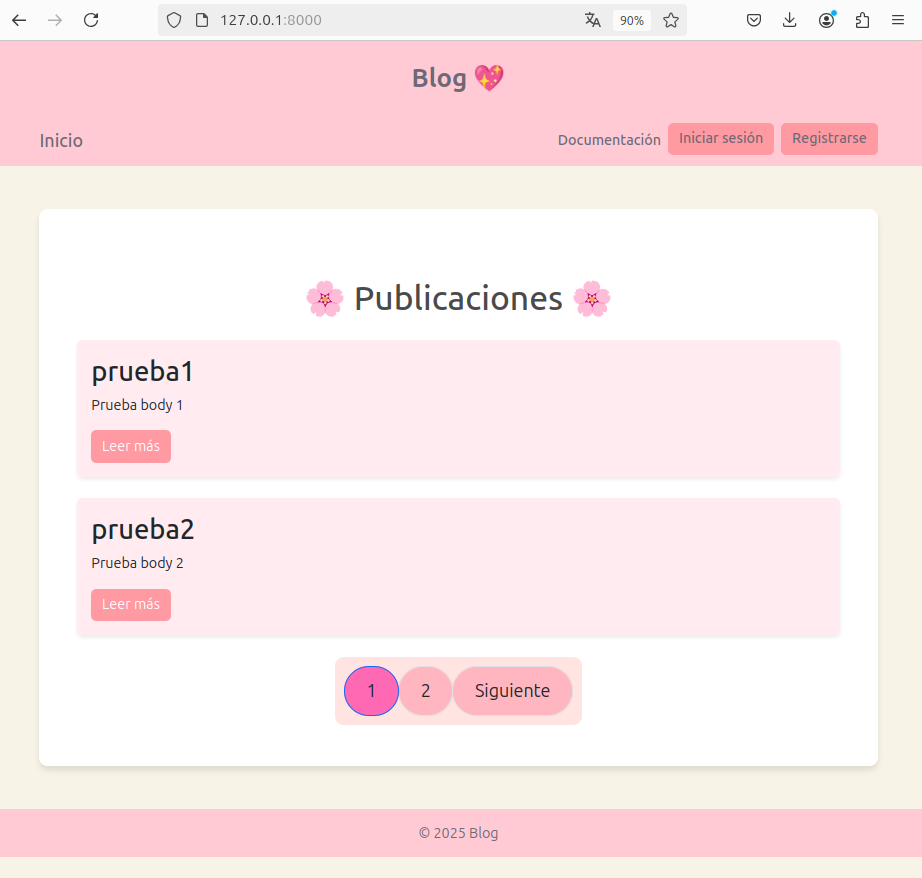 127.0.0.1:8000
90%
Blog 💖
Inicio
Documentación Iniciar sesión Registrarse
🌸 Publicaciones 🌸
prueba1
Prueba body 1
Leer más
prueba2
Prueba body 2
Leer más
1 2 Siguiente
© 2025 Blog